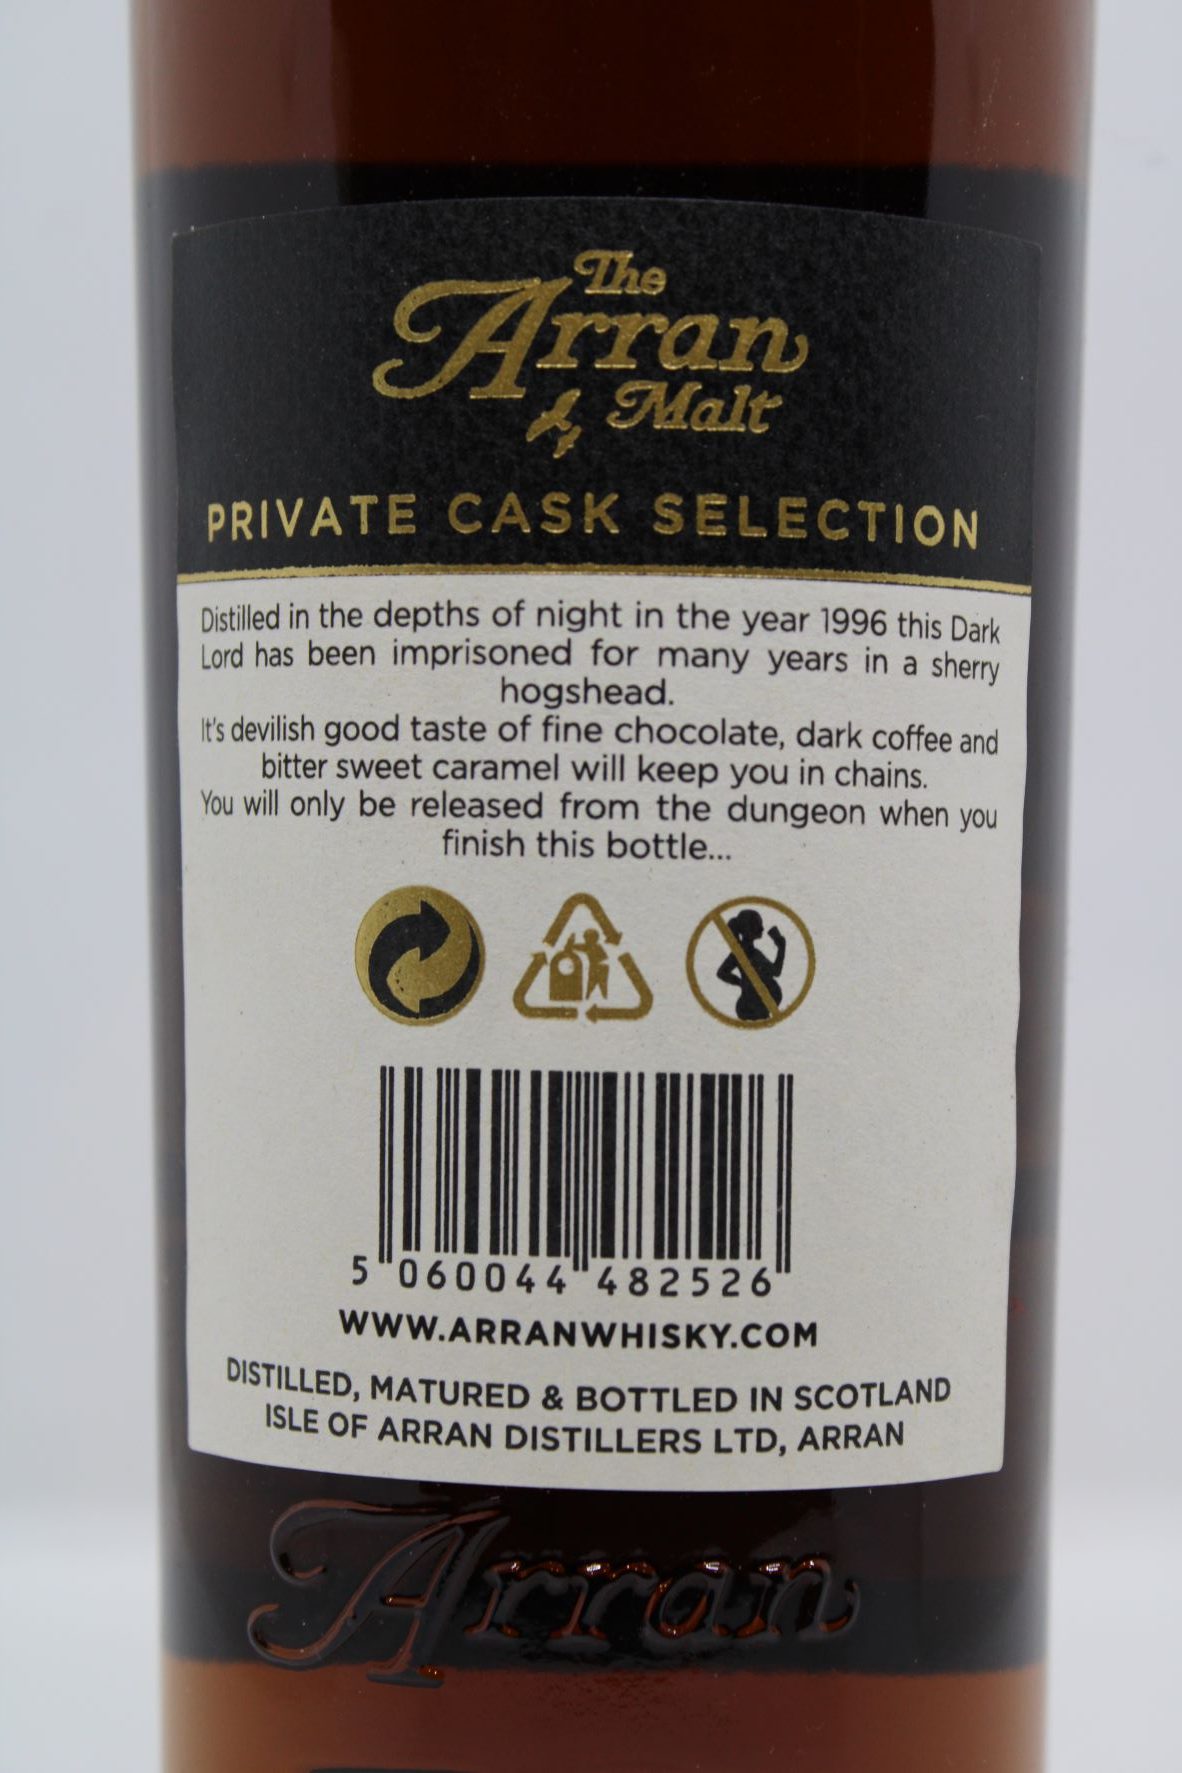 The
Arran
Malt
PRIVATE CASK SELECTION
Distilled in the depths of night in the year 1996 this Dark
Lord has been imprisoned for many years in a sherry
hogshead.
It's devilish good taste of fine chocolate, dark coffee and
bitter sweet caramel will keep you in chains.
You will only be released from the dungeon when you
finish this bottle...
5 060044 482526
WWW.ARRANWHISKY.COM
DISTILLED, MATURED & BOTTLED IN SCOTLAND
ISLE OF ARRAN DISTILLERS LTD, ARRAN
Arran